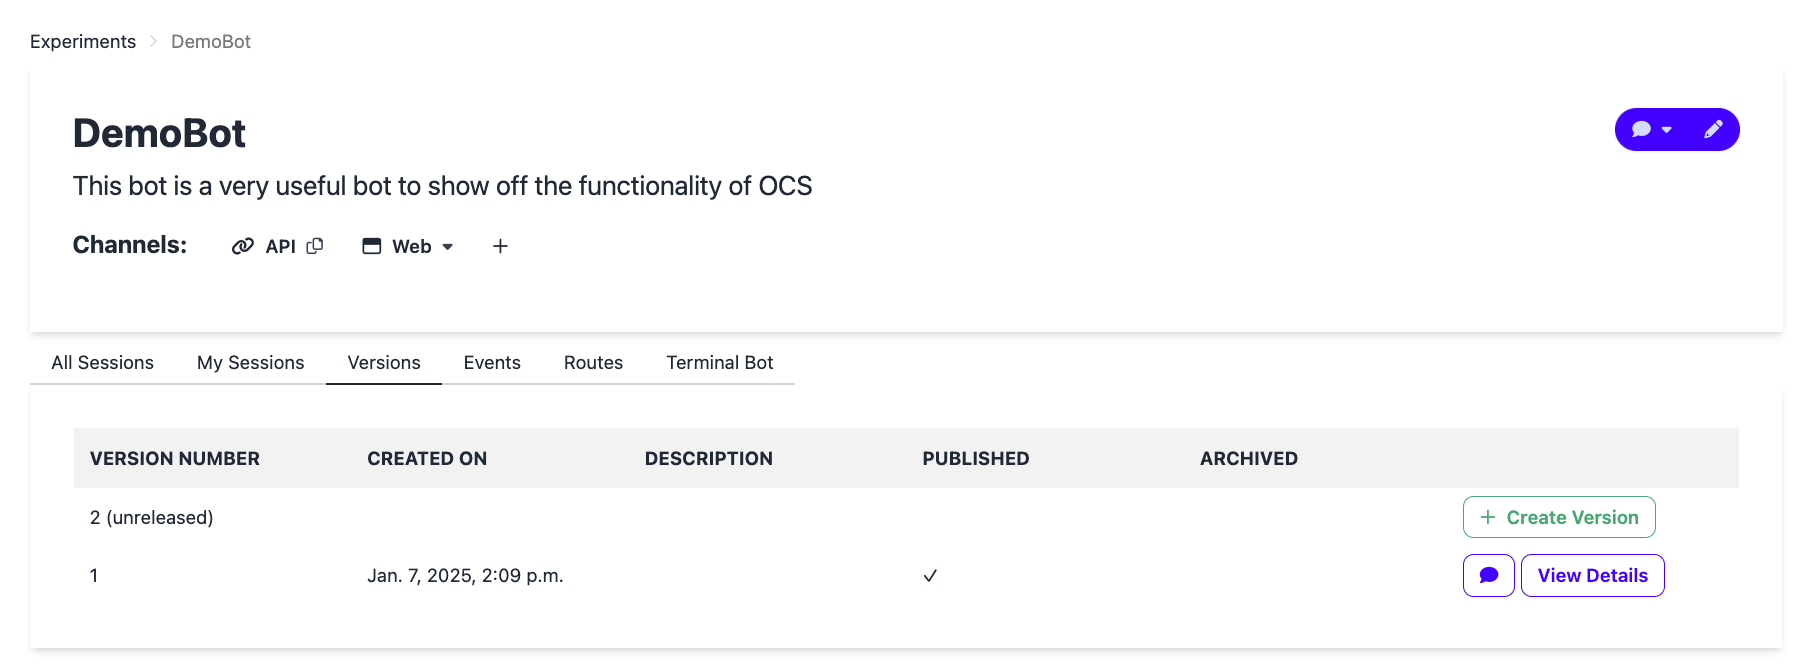 Experiments DemoBot
DemoBot
This bot is a very useful bot to show off the functionality of OCS
Channels: API Web +
All Sessions My Sessions Versions Events Routes Terminal Bot
VERSION NUMBER CREATED ON DESCRIPTION PUBLISHED ARCHIVED
2 (unreleased) + Create Version
1 Jan. 7, 2025, 2:09 p.m. ✓ View Details